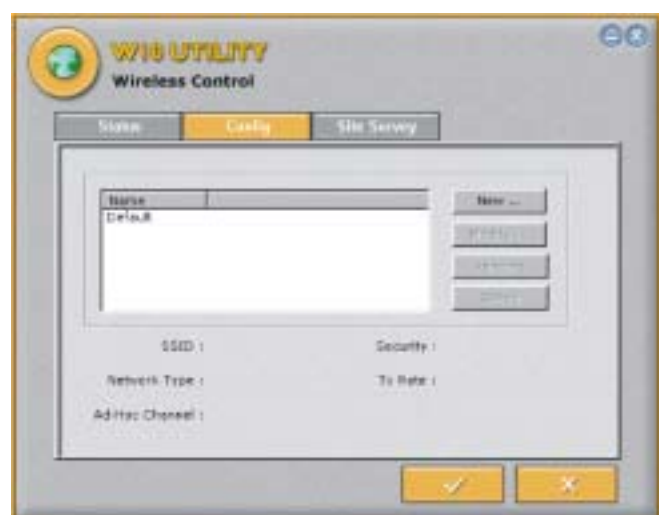 W10 UTILITY
Wireless Control
Status Config Site Survey
Name New ...
Default
SSID : Security :
Network Type : Tx Rate :
Ad-Hoc Channel :